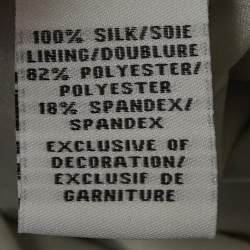 100% SILK/SOIE
LINING/DOUBLURE
82% POLYESTER/
POLYESTER
18% SPANDEX/
SPANDEX
EXCLUSIVE OF
DECORATION/
EXCLUSIF DE
GARNITURE